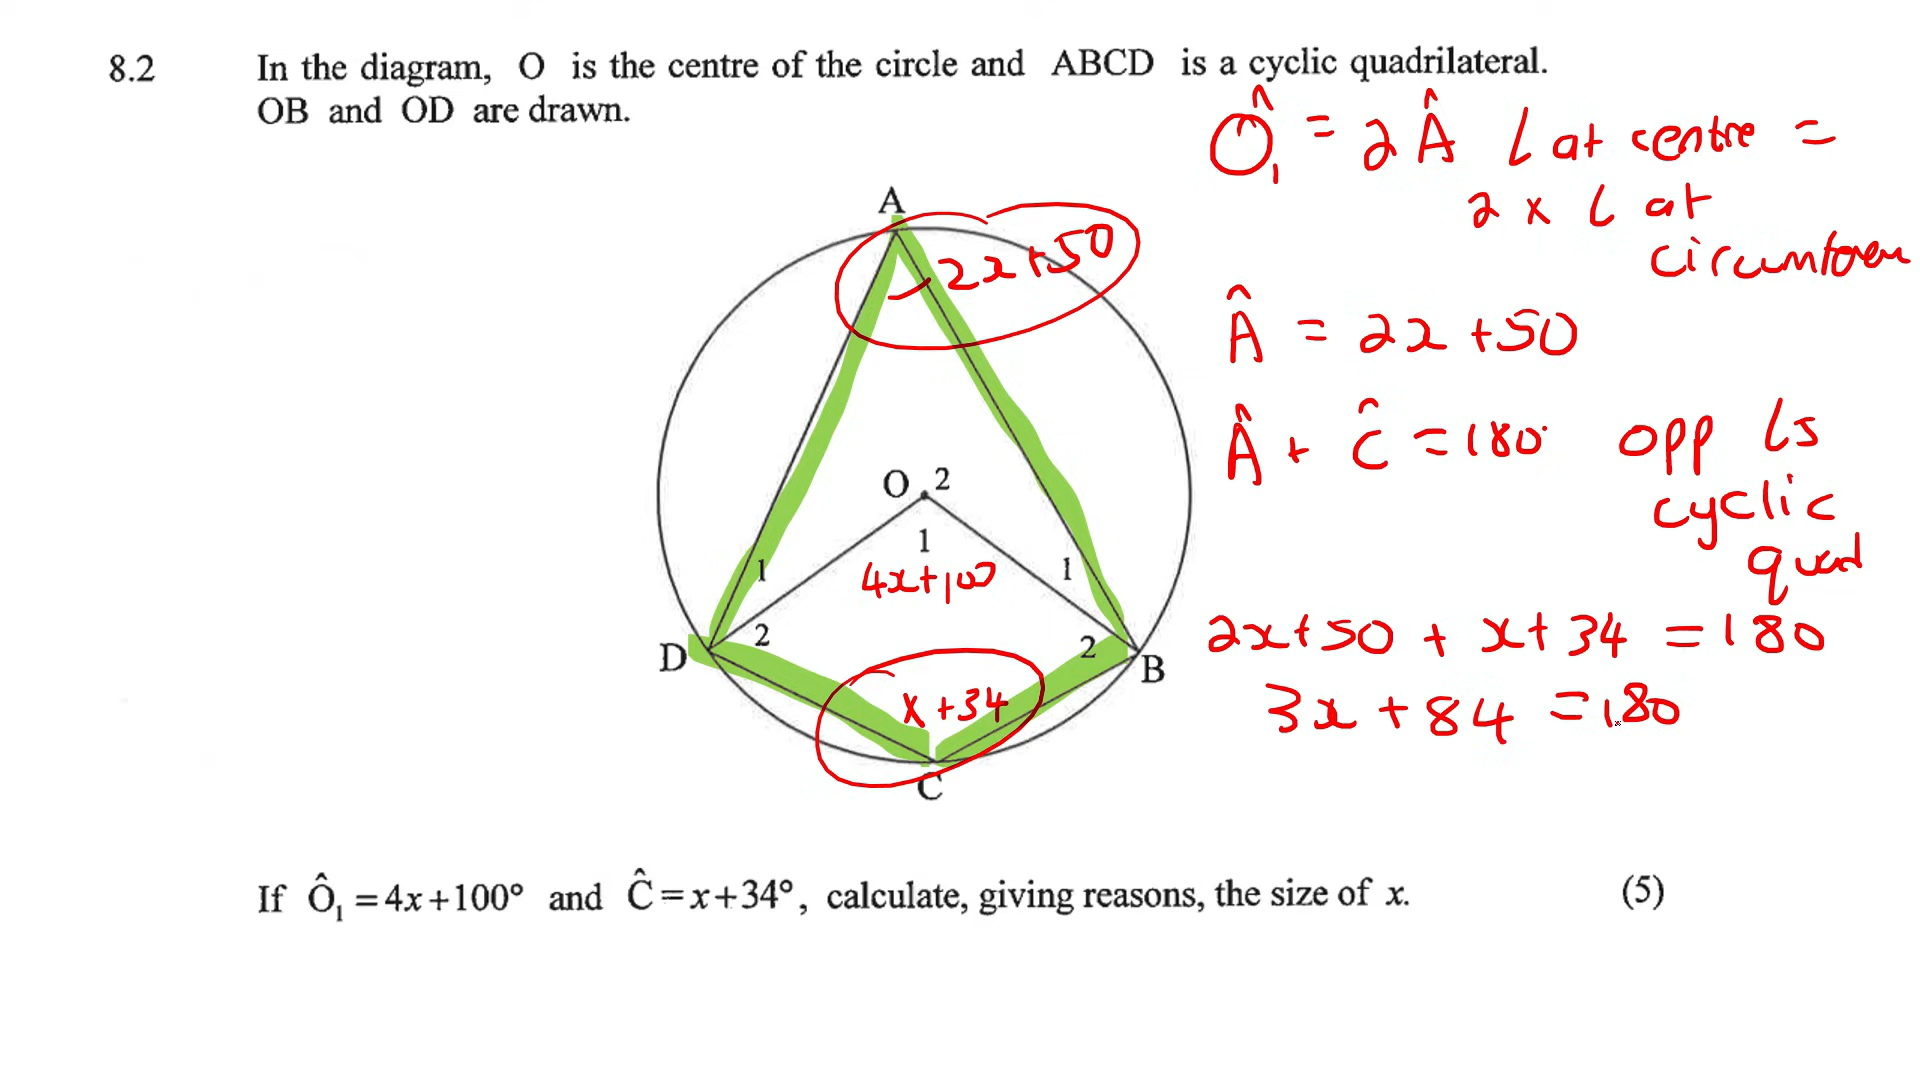 8.2 In the diagram, O is the centre of the circle and ABCD is a cyclic quadrilateral.
OB and OD are drawn.
Ô₁ = 2Â ∠ at centre =
2 x ∠ at
A
2x+50
Â = 2x+50
Â + Ĉ = 180° opp ∠s
cyclic
quad
O 2
1
4x+100
1
1
2
2
D
B
2x+50 + x+34 = 180
x+34
3x+84 = 180
C
If Ô₁ = 4x+100° and Ĉ = x+34°, calculate, giving reasons, the size of x. (5)